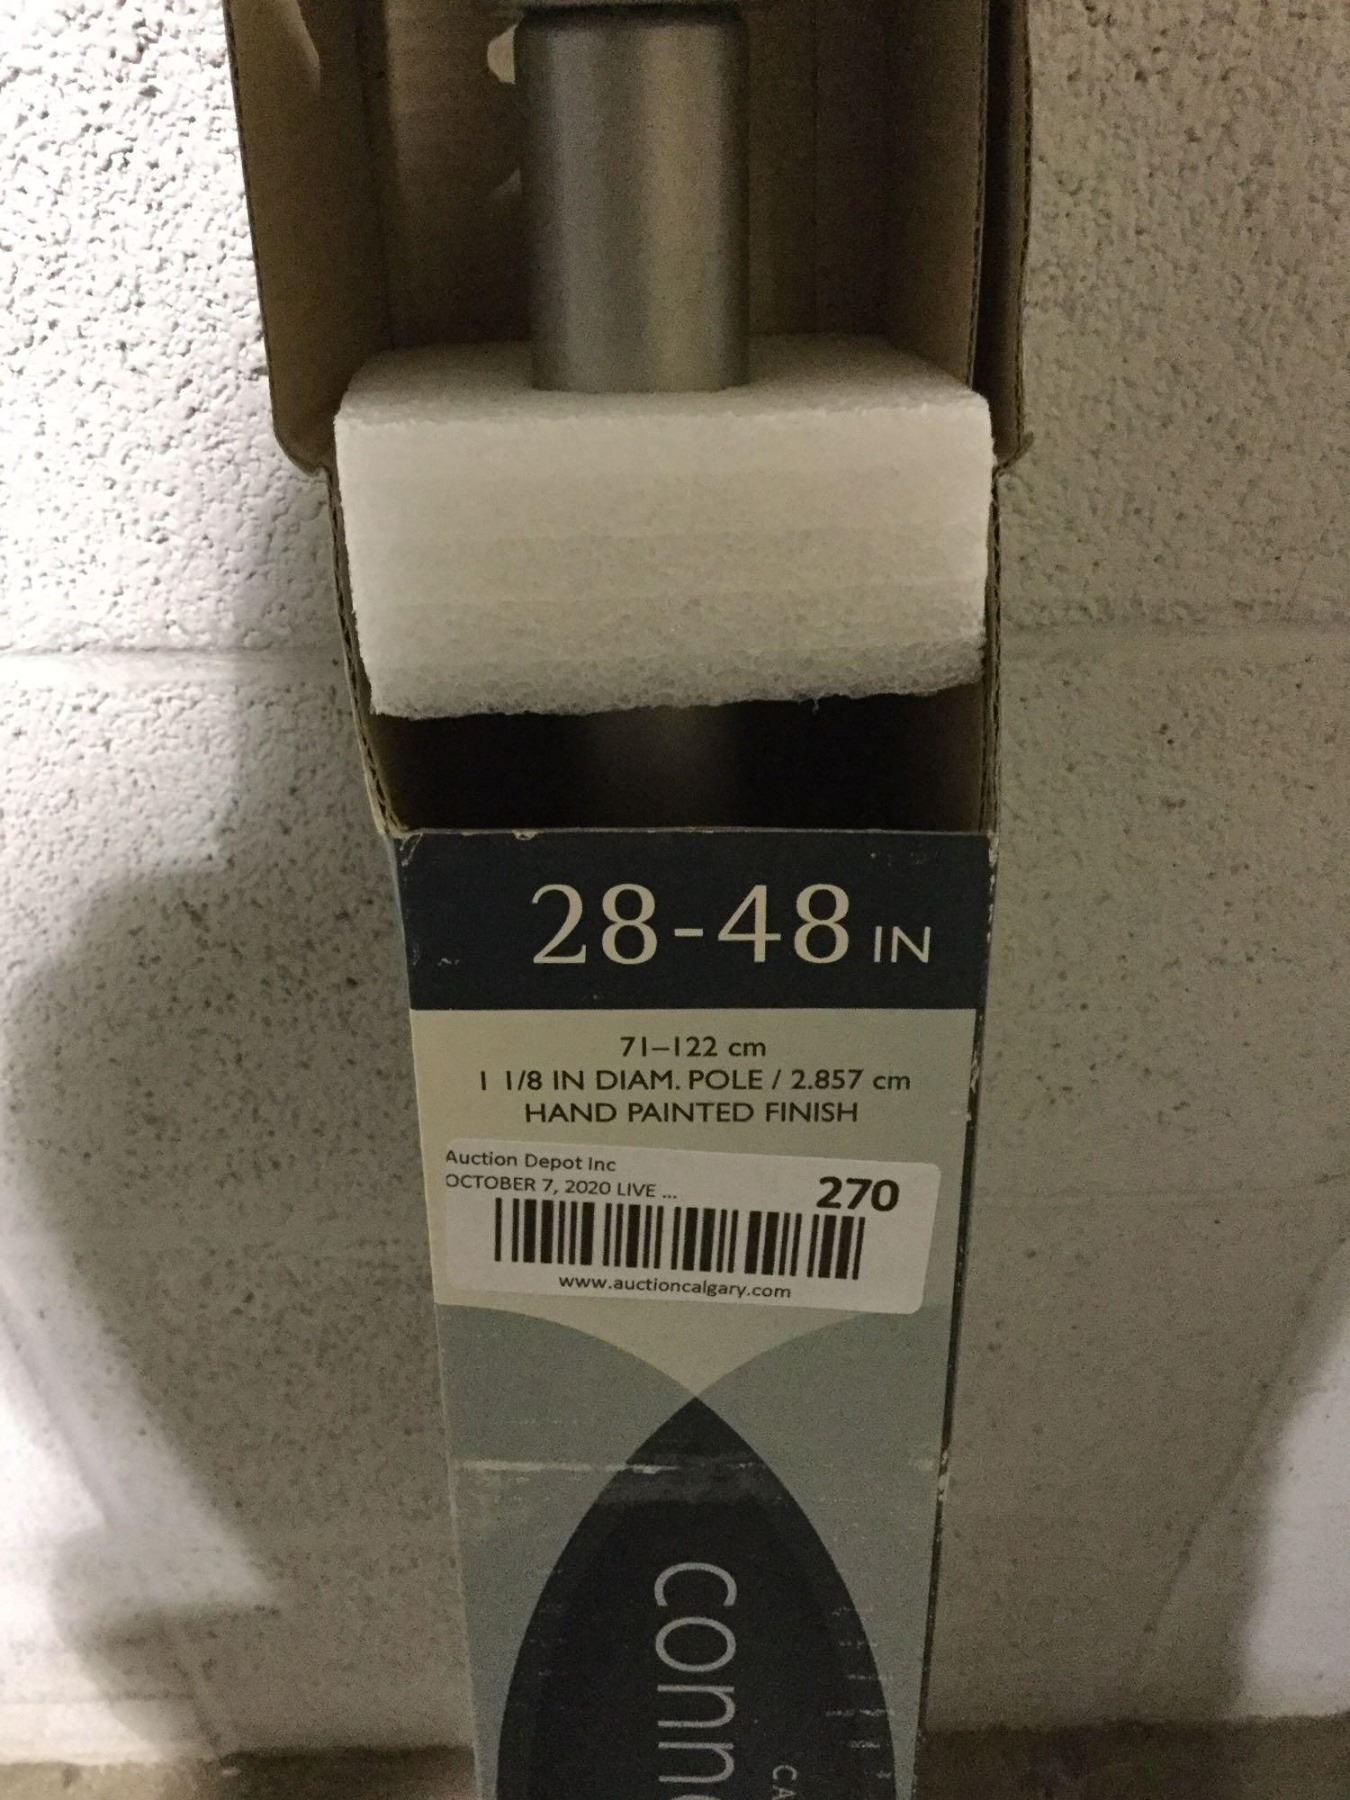 28-48 IN
71–122 cm
1 1/8 IN DIAM. POLE / 2.857 cm
HAND PAINTED FINISH
Auction Depot Inc
OCTOBER 7, 2020 LIVE ...
270
www.auctioncalgary.com
conn
CA